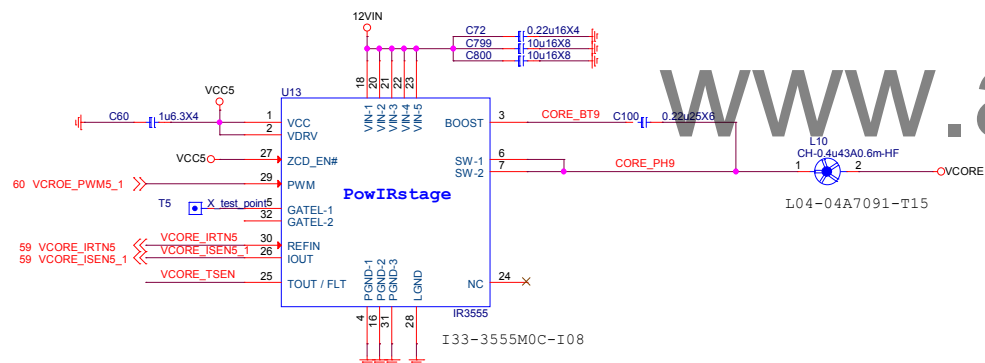 12VIN
C72 0.22u16X4
C799 10u16X8
C800 10u16X8
18 20 21 22 23
U13
VCC5
C60 1u6.3X4
1 VCC
2 VDRV
VIN-1 VIN-2 VIN-3 VIN-4 VIN-5
BOOST 3 CORE_BT9 C100 0.22u25X6
www.a
VCC5 27 ZCD_EN#
SW-1 6
SW-2 7 CORE_PH9
L10
CH-0.4u43A0.6m-HF
1 2 VCORE
L04-04A7091-T15
60 VCROE_PWM5_1 29 PWM
PowIRstage
T5 X_test_point 5 GATEL-1
32 GATEL-2
59 VCORE_IRTN5 VCORE_IRTN5 30 REFIN
59 VCORE_ISEN5_1 VCORE_ISEN5_1 26 IOUT
VCORE_TSEN 25 TOUT / FLT
PGND-1 PGND-2 PGND-3 LGND
NC 24
4 16 31 28
IR3555
I33-3555M0C-I08